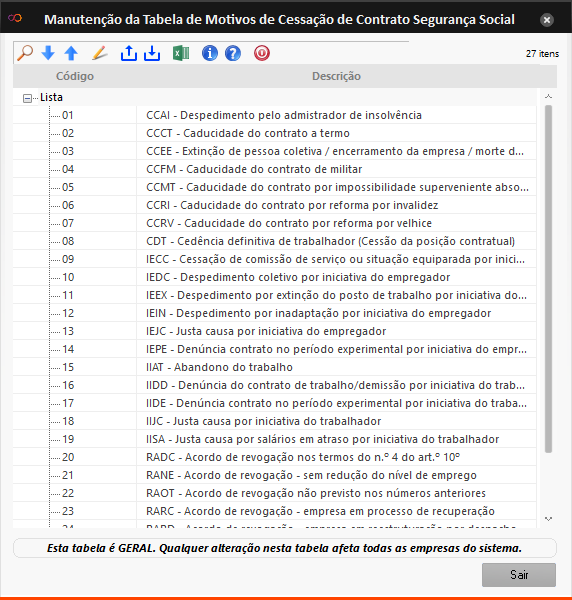 Manutenção da Tabela de Motivos de Cessação de Contrato Segurança Social
27 itens
Código Descrição
Lista
01 CCAI - Despedimento pelo admistrador de insolvência
02 CCCT - Caducidade do contrato a termo
03 CCEE - Extinção de pessoa coletiva / encerramento da empresa / morte d...
04 CCFM - Caducidade do contrato de militar
05 CCMT - Caducidade do contrato por impossibilidade superveniente abso...
06 CCRI - Caducidade do contrato por reforma por invalidez
07 CCRV - Caducidade do contrato por reforma por velhice
08 CDT - Cedência definitiva de trabalhador (Cessão da posição contratual)
09 IECC - Cessação de comissão de serviço ou situação equiparada por inici...
10 IEDC - Despedimento coletivo por iniciativa do empregador
11 IEEX - Despedimento por extinção do posto de trabalho por iniciativa do...
12 IEIN - Despedimento por inadaptação por iniciativa do empregador
13 IEJC - Justa causa por iniciativa do empregador
14 IEPE - Denúncia contrato no período experimental por iniciativa do empr...
15 IIAT - Abandono do trabalho
16 IIDD - Denúncia do contrato de trabalho/demissão por iniciativa do trab...
17 IIDE - Denúncia contrato no período experimental por iniciativa do traba...
18 IIJC - Justa causa por iniciativa do trabalhador
19 IISA - Justa causa por salários em atraso por iniciativa do trabalhador
20 RADC - Acordo de revogação nos termos do n.º 4 do art.º 10º
21 RANE - Acordo de revogação - sem redução do nível de emprego
22 RAOT - Acordo de revogação não previsto nos números anteriores
23 RARC - Acordo de revogação - empresa em processo de recuperação
24 RARD - Acordo de revogação - empresa em reestruturação por despacho
Esta tabela é GERAL. Qualquer alteração nesta tabela afeta todas as empresas do sistema.
Sair